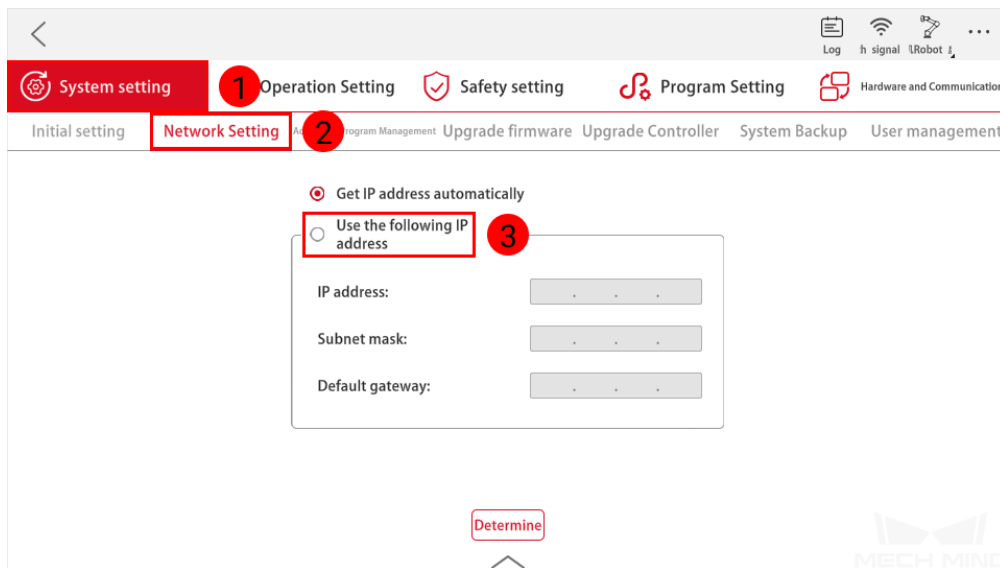 Log h signal Robot
System setting 1 Operation Setting Safety setting Program Setting Hardware and Communication
Initial setting Network Setting 2 Program Management Upgrade firmware Upgrade Controller System Backup User management
Get IP address automatically
Use the following IP
address
3
IP address: . . .
Subnet mask: . . .
Default gateway: . . .
Determine
MECH MIND